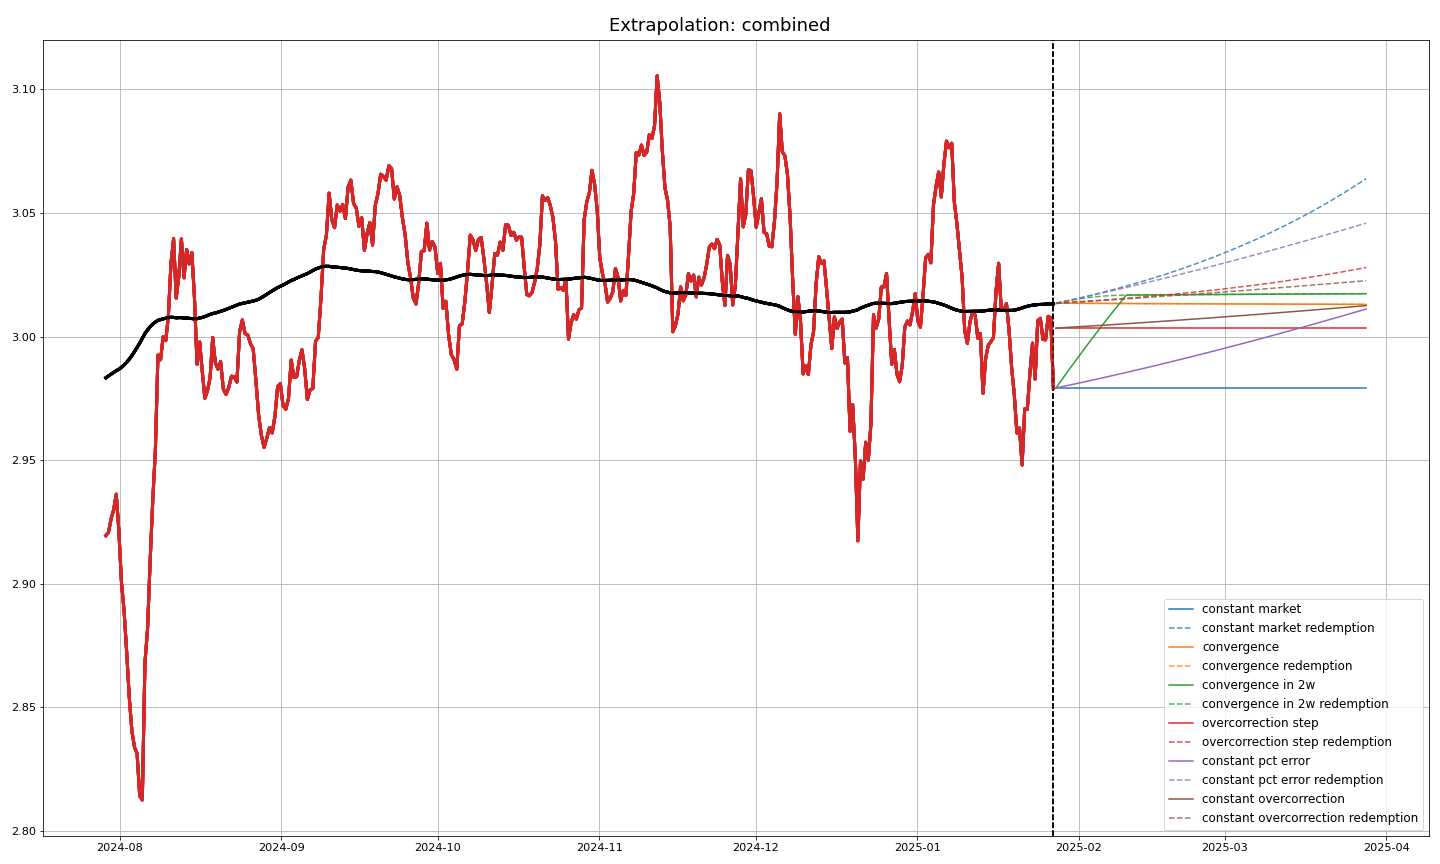 Extrapolation: combined
3.10
3.05
3.00
2.95
2.90
2.85
2.80
2024-08 2024-09 2024-10 2024-11 2024-12 2025-01 2025-02 2025-03 2025-04
constant market
constant market redemption
convergence
convergence redemption
convergence in 2w
convergence in 2w redemption
overcorrection step
overcorrection step redemption
constant pct error
constant pct error redemption
constant overcorrection
constant overcorrection redemption